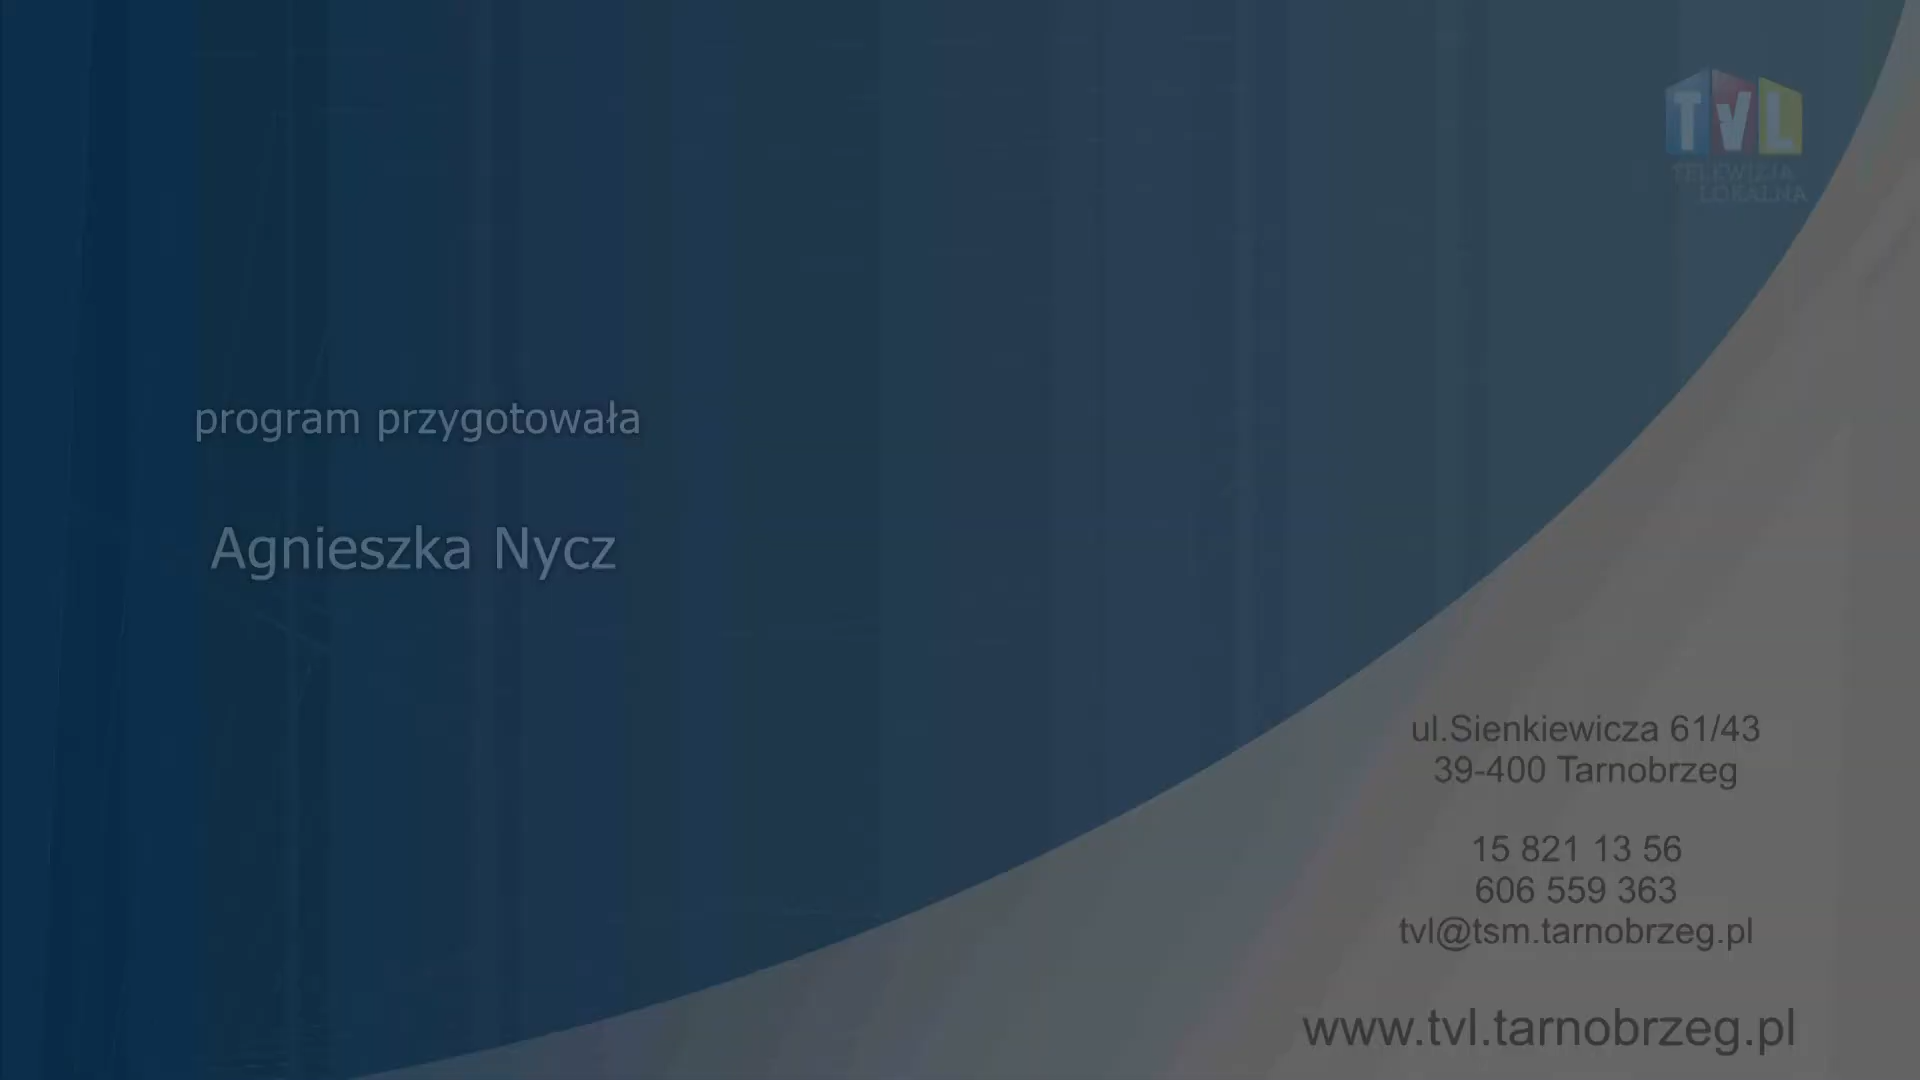 TVL
TELEWIZJA
LOKALNA
program przygotowała
Agnieszka Nycz
ul.Sienkiewicza 61/43
39-400 Tarnobrzeg
15 821 13 56
606 559 363
tvl@tsm.tarnobrzeg.pl
www.tvl.tarnobrzeg.pl